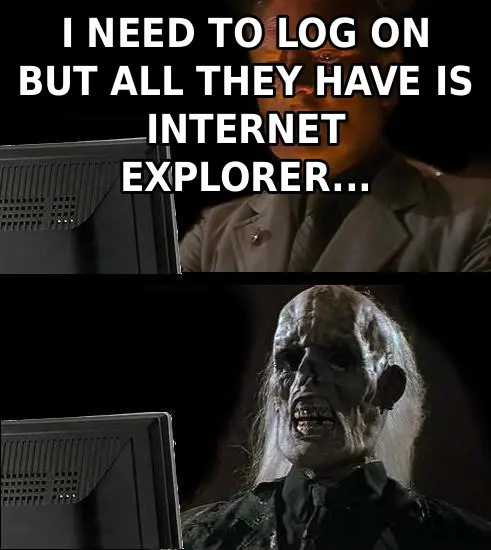 I NEED TO LOG ON
BUT ALL THEY HAVE IS
INTERNET
EXPLORER...